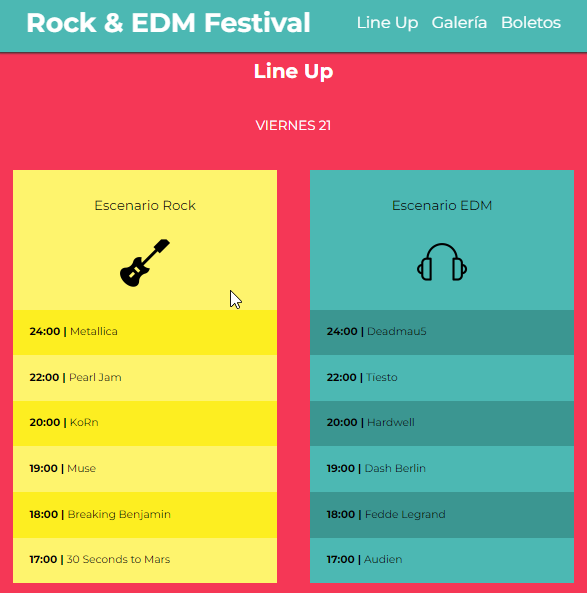 Rock & EDM Festival
Line Up Galería Boletos
Line Up
VIERNES 21
Escenario Rock
24:00 | Metallica
22:00 | Pearl Jam
20:00 | KoRn
19:00 | Muse
18:00 | Breaking Benjamin
17:00 | 30 Seconds to Mars
Escenario EDM
24:00 | Deadmau5
22:00 | Tiesto
20:00 | Hardwell
19:00 | Dash Berlin
18:00 | Fedde Legrand
17:00 | Audien